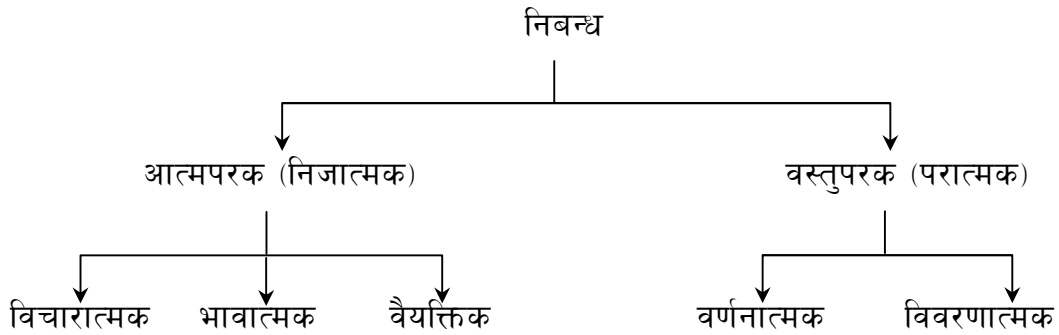 निबन्ध
आत्मपरक (निजात्मक) वस्तुपरक (परात्मक)
विचारात्मक भावात्मक वैयक्तिक वर्णनात्मक विवरणात्मक